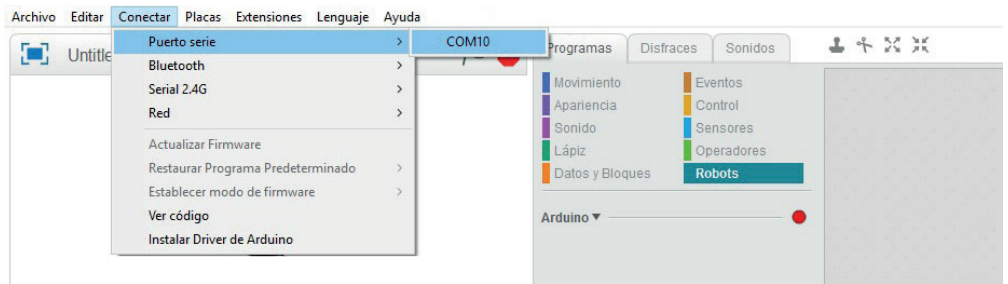 Archivo Editar Conectar Placas Extensiones Lenguaje Ayuda
Untitle
Puerto serie
COM10
Bluetooth
Serial 2.4G
Red
Actualizar Firmware
Restaurar Programa Predeterminado
Establecer modo de firmware
Ver código
Instalar Driver de Arduino
Programas Disfraces Sonidos
Movimiento Eventos
Apariencia Control
Sonido Sensores
Lápiz Operadores
Datos y Bloques Robots
Arduino